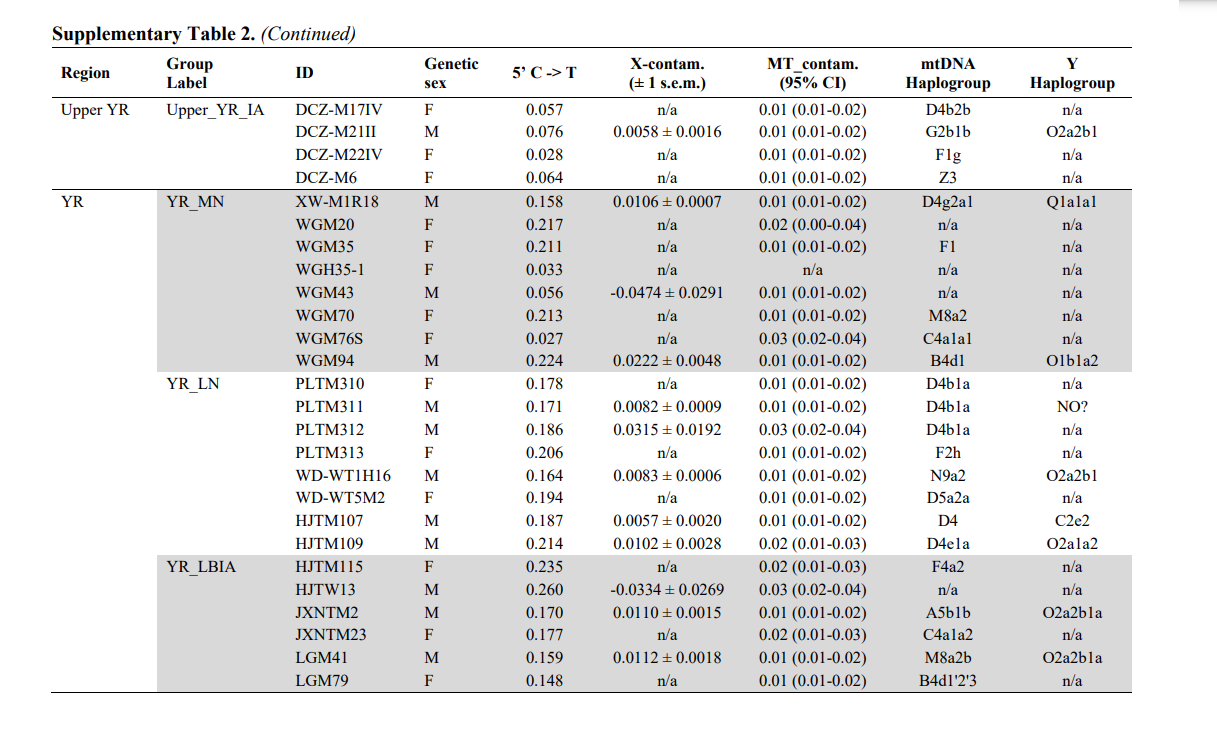 Supplementary Table 2. (Continued)
Region Group Label ID Genetic sex 5’ C -> T X-contam. (± 1 s.e.m.) MT_contam. (95% CI) mtDNA Haplogroup Y Haplogroup
Upper YR Upper_YR_IA DCZ-M17IV F 0.057 n/a 0.01 (0.01-0.02) D4b2b n/a
DCZ-M21II M 0.076 0.0058 ± 0.0016 0.01 (0.01-0.02) G2b1b O2a2b1
DCZ-M22IV F 0.028 n/a 0.01 (0.01-0.02) F1g n/a
DCZ-M6 F 0.064 n/a 0.01 (0.01-0.02) Z3 n/a
YR YR_MN XW-M1R18 M 0.158 0.0106 ± 0.0007 0.01 (0.01-0.02) D4g2a1 Q1a1a1
WGM20 F 0.217 n/a 0.02 (0.00-0.04) n/a n/a
WGM35 F 0.211 n/a 0.01 (0.01-0.02) F1 n/a
WGH35-1 F 0.033 n/a n/a n/a n/a
WGM43 M 0.056 -0.0474 ± 0.0291 0.01 (0.01-0.02) n/a n/a
WGM70 F 0.213 n/a 0.01 (0.01-0.02) M8a2 n/a
WGM76S F 0.027 n/a 0.03 (0.02-0.04) C4a1a1 n/a
WGM94 M 0.224 0.0222 ± 0.0048 0.01 (0.01-0.02) B4d1 O1b1a2
YR_LN PLTM310 F 0.178 n/a 0.01 (0.01-0.02) D4b1a n/a
PLTM311 M 0.171 0.0082 ± 0.0009 0.01 (0.01-0.02) D4b1a NO?
PLTM312 M 0.186 0.0315 ± 0.0192 0.03 (0.02-0.04) D4b1a n/a
PLTM313 F 0.206 n/a 0.01 (0.01-0.02) F2h n/a
WD-WT1H16 M 0.164 0.0083 ± 0.0006 0.01 (0.01-0.02) N9a2 O2a2b1
WD-WT5M2 F 0.194 n/a 0.01 (0.01-0.02) D5a2a n/a
HJTM107 M 0.187 0.0057 ± 0.0020 0.01 (0.01-0.02) D4 C2e2
HJTM109 M 0.214 0.0102 ± 0.0028 0.02 (0.01-0.03) D4e1a O2a1a2
YR_LBIA HJTM115 F 0.235 n/a 0.02 (0.01-0.03) F4a2 n/a
HJTW13 M 0.260 -0.0334 ± 0.0269 0.03 (0.02-0.04) n/a n/a
JXNTM2 M 0.170 0.0110 ± 0.0015 0.01 (0.01-0.02) A5b1b O2a2b1a
JXNTM23 F 0.177 n/a 0.02 (0.01-0.03) C4a1a2 n/a
LGM41 M 0.159 0.0112 ± 0.0018 0.01 (0.01-0.02) M8a2b O2a2b1a
LGM79 F 0.148 n/a 0.01 (0.01-0.02) B4d1'2'3 n/a